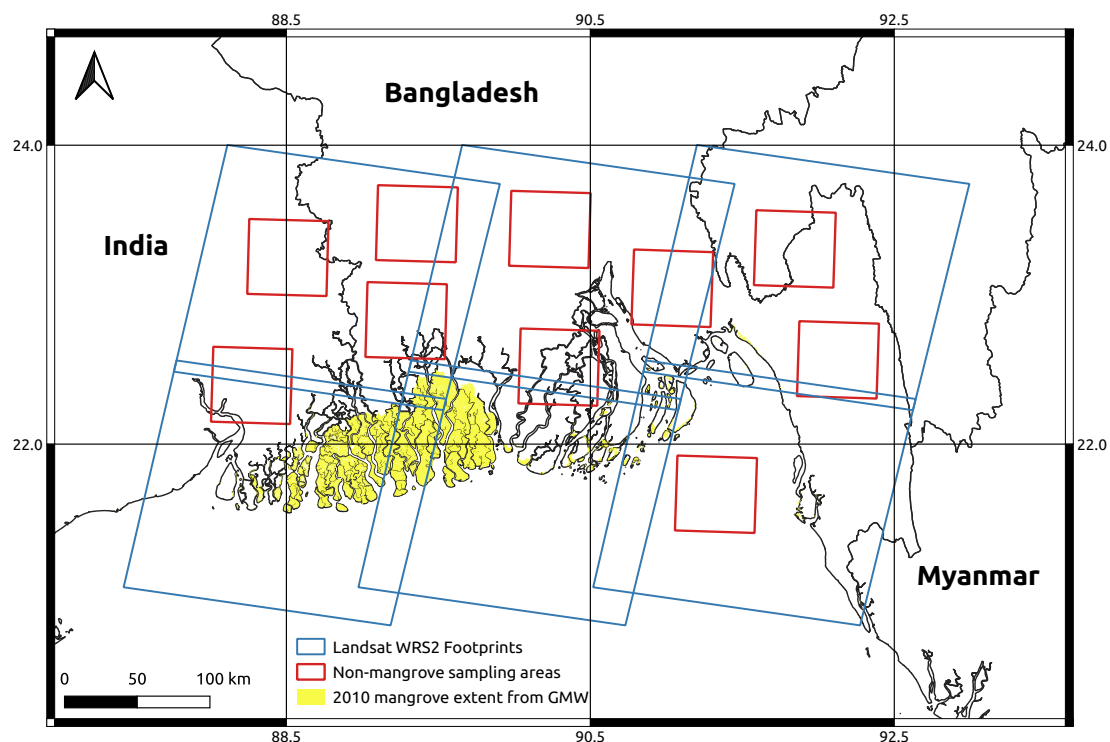 88.5 90.5 92.5
Bangladesh
24.0 24.0
India
22.0 22.0
Myanmar
Landsat WRS2 Footprints
Non-mangrove sampling areas
0 50 100 km
2010 mangrove extent from GMW
88.5 90.5 92.5